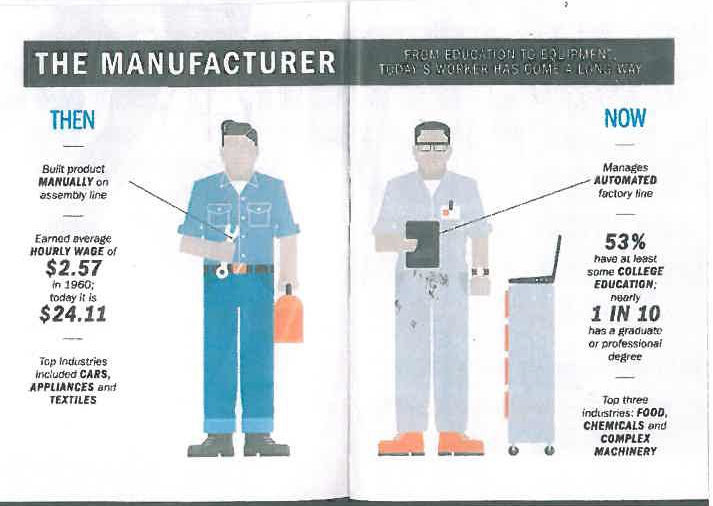 THE MANUFACTURER
FROM EDUCATION TO EQUIPMENT,
TODAY'S WORKER HAS COME A LONG WAY
THEN
Built product
MANUALLY on
assembly line
Earned average
HOURLY WAGE of
$2.57
in 1960;
today it is
$24.11
Top industries
included CARS,
APPLIANCES and
TEXTILES
NOW
Manages
AUTOMATED
factory line
53%
have at least
some COLLEGE
EDUCATION;
nearly
1 IN 10
has a graduate
or professional
degree
Top three
industries: FOOD,
CHEMICALS and
COMPLEX
MACHINERY